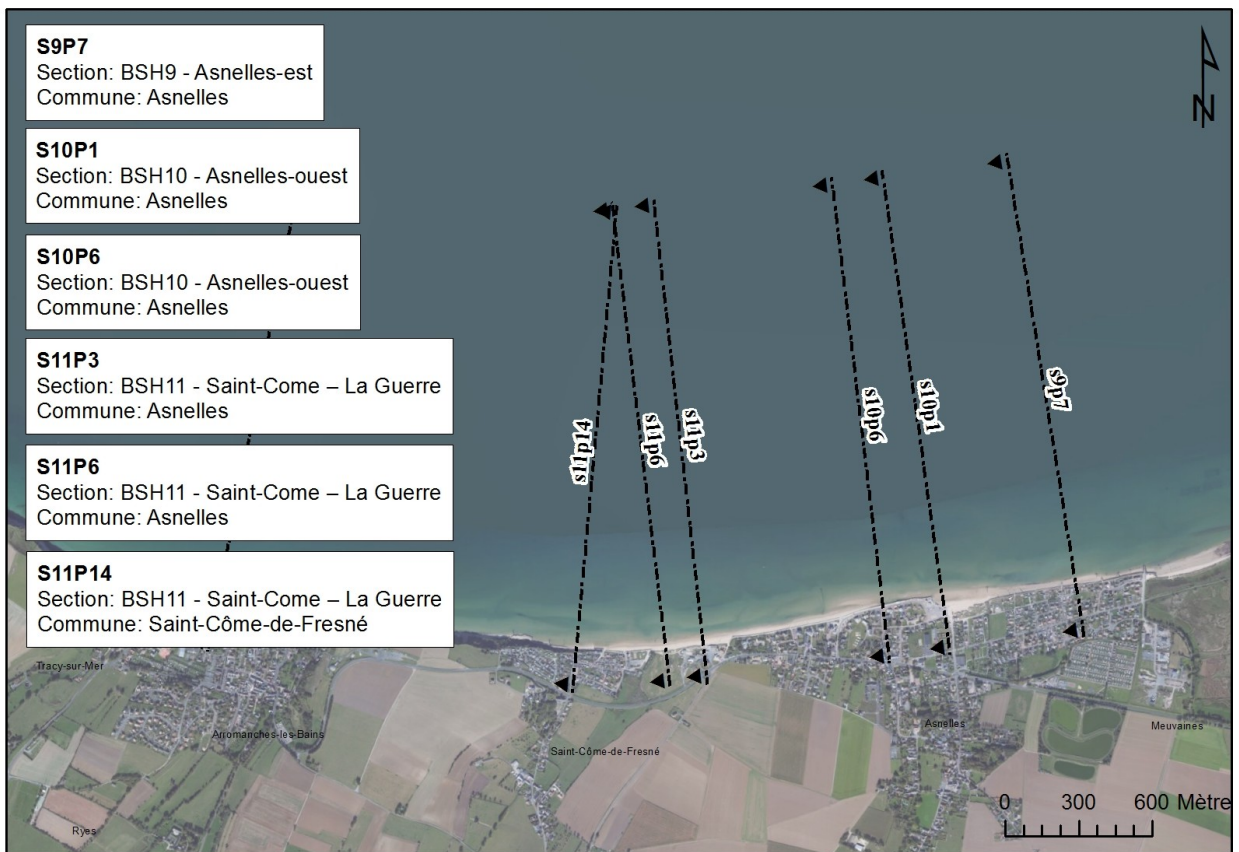 S9P7
Section: BSH9 - Asnelles-est
Commune: Asnelles
S10P1
Section: BSH10 - Asnelles-ouest
Commune: Asnelles
S10P6
Section: BSH10 - Asnelles-ouest
Commune: Asnelles
S11P3
Section: BSH11 - Saint-Come – La Guerre
Commune: Asnelles
S11P6
Section: BSH11 - Saint-Come – La Guerre
Commune: Asnelles
S11P14
Section: BSH11 - Saint-Come – La Guerre
Commune: Saint-Côme-de-Fresné
N
s11p14
s11p6
s11p3
s10p6
s10p1
s9p7
Tracy-sur-Mer
Arromanches-les-Bains
Saint-Côme-de-Fresné
Asnelles
Meuvaines
Ryes
0 300 600 Mètre